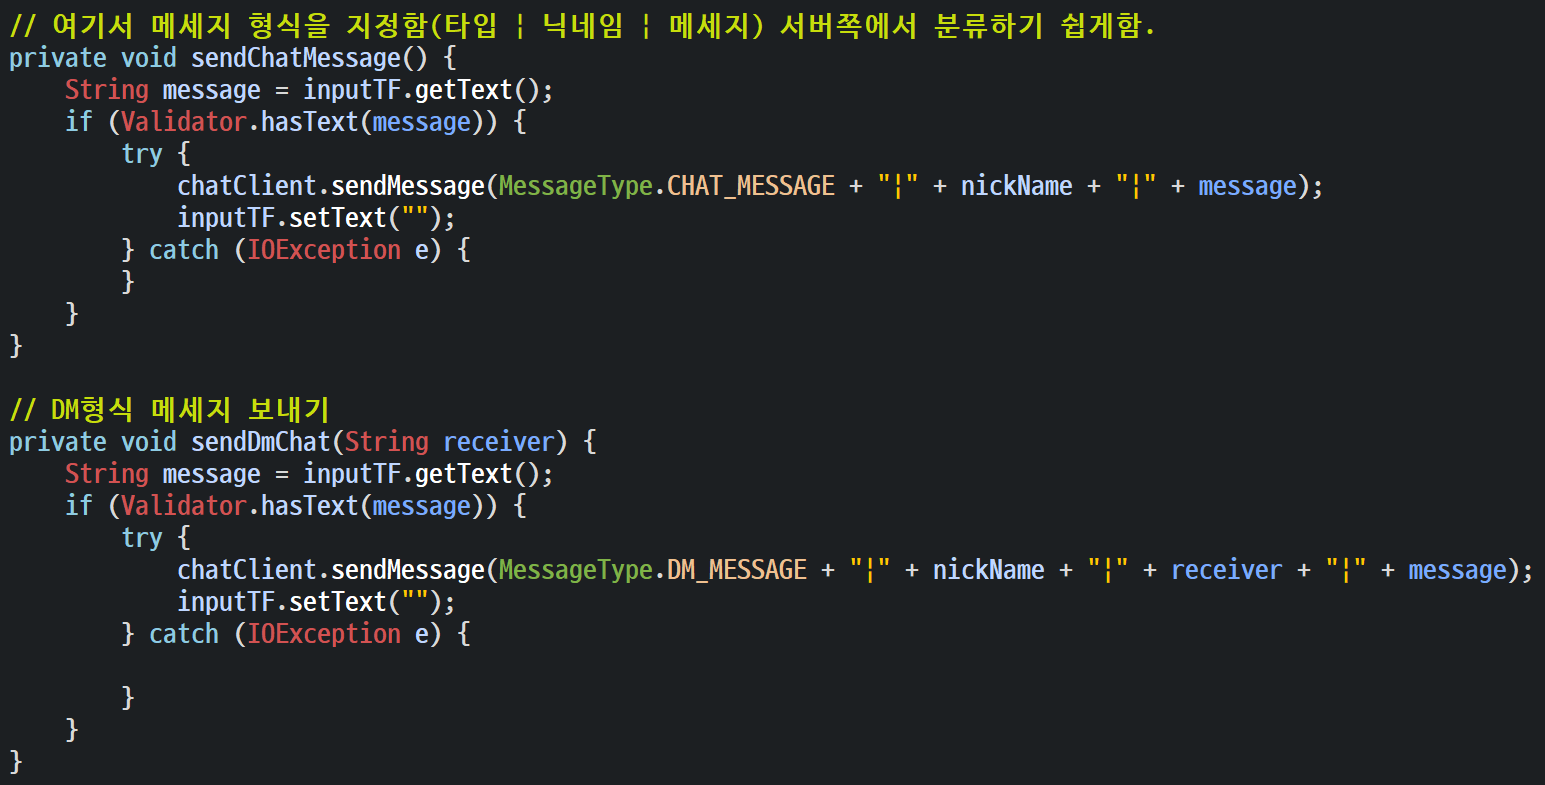 // 여기서 메세지 형식을 지정함(타입 ¦ 닉네임 ¦ 메세지) 서버쪽에서 분류하기 쉽게함.
private void sendChatMessage() {
    String message = inputTF.getText();
    if (Validator.hasText(message)) {
        try {
            chatClient.sendMessage(MessageType.CHAT_MESSAGE + "¦" + nickName + "¦" + message);
            inputTF.setText("");
        } catch (IOException e) {
        }
    }
}
// DM형식 메세지 보내기
private void sendDmChat(String receiver) {
    String message = inputTF.getText();
    if (Validator.hasText(message)) {
        try {
            chatClient.sendMessage(MessageType.DM_MESSAGE + "¦" + nickName + "¦" + receiver + "¦" + message);
            inputTF.setText("");
        } catch (IOException e) {
        }
    }
}